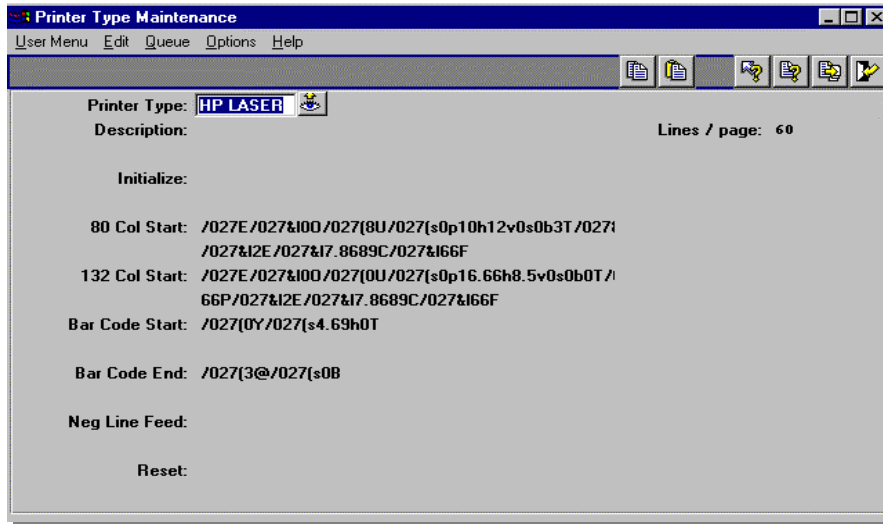 Printer Type Maintenance
User Menu Edit Queue Options Help
Printer Type: HP LASER
Description: Lines / page: 60
Initialize:
80 Col Start: /027E/027&l0O/027(8U/027(s0p10h12v0s0b3T/027&
/027&l2E/027&l7.8689C/027&l66F
132 Col Start: /027E/027&l0O/027(0U/027(s0p16.66h8.5v0s0b0T/
66P/027&l2E/027&l7.8689C/027&l66F
Bar Code Start: /027(0Y/027(s4.69h0T
Bar Code End: /027(3@/027(s0B
Neg Line Feed:
Reset: